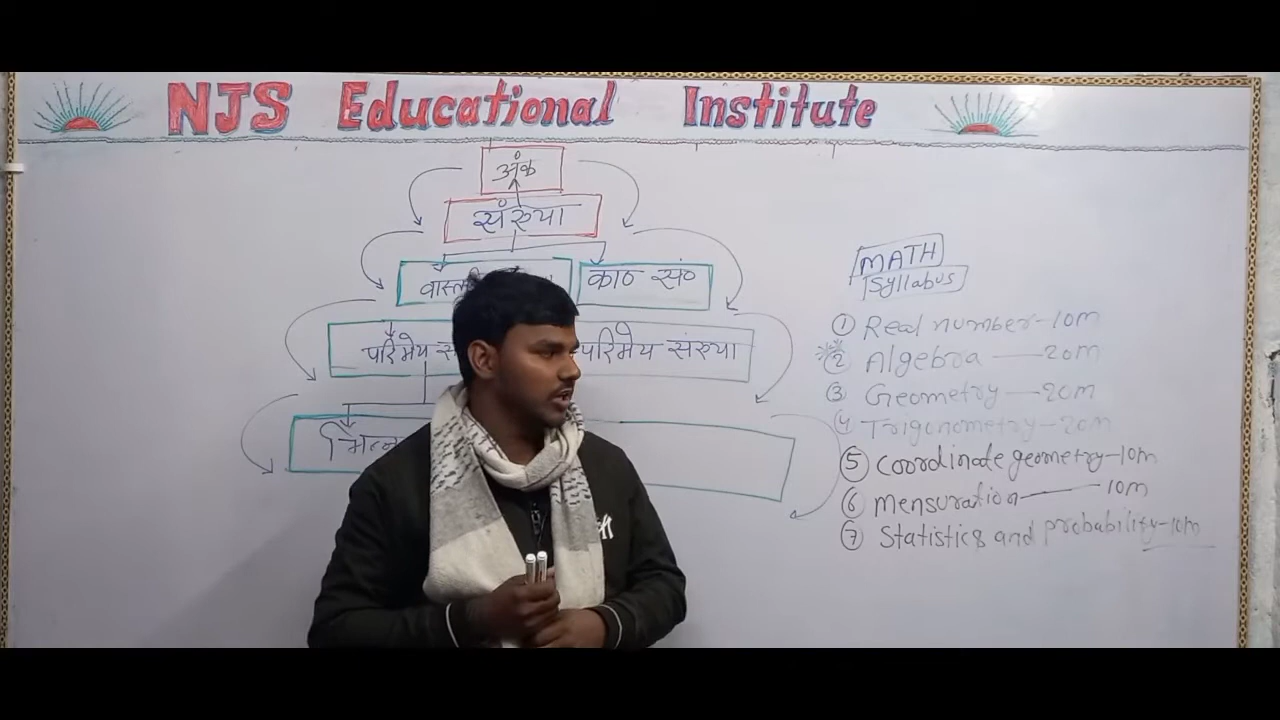 NJS Educational Institute
अंक
संख्या
काo संo
परिमेय
परिमेय संख्या
MATH
Syllabus
① Real number-10m
② Algebra — 20m
③ Geometry — 20m
④ Trigonometry-20m
⑤ Coordinate geometry-10m
⑥ Mensuration — 10m
⑦ Statistics and probability-10m